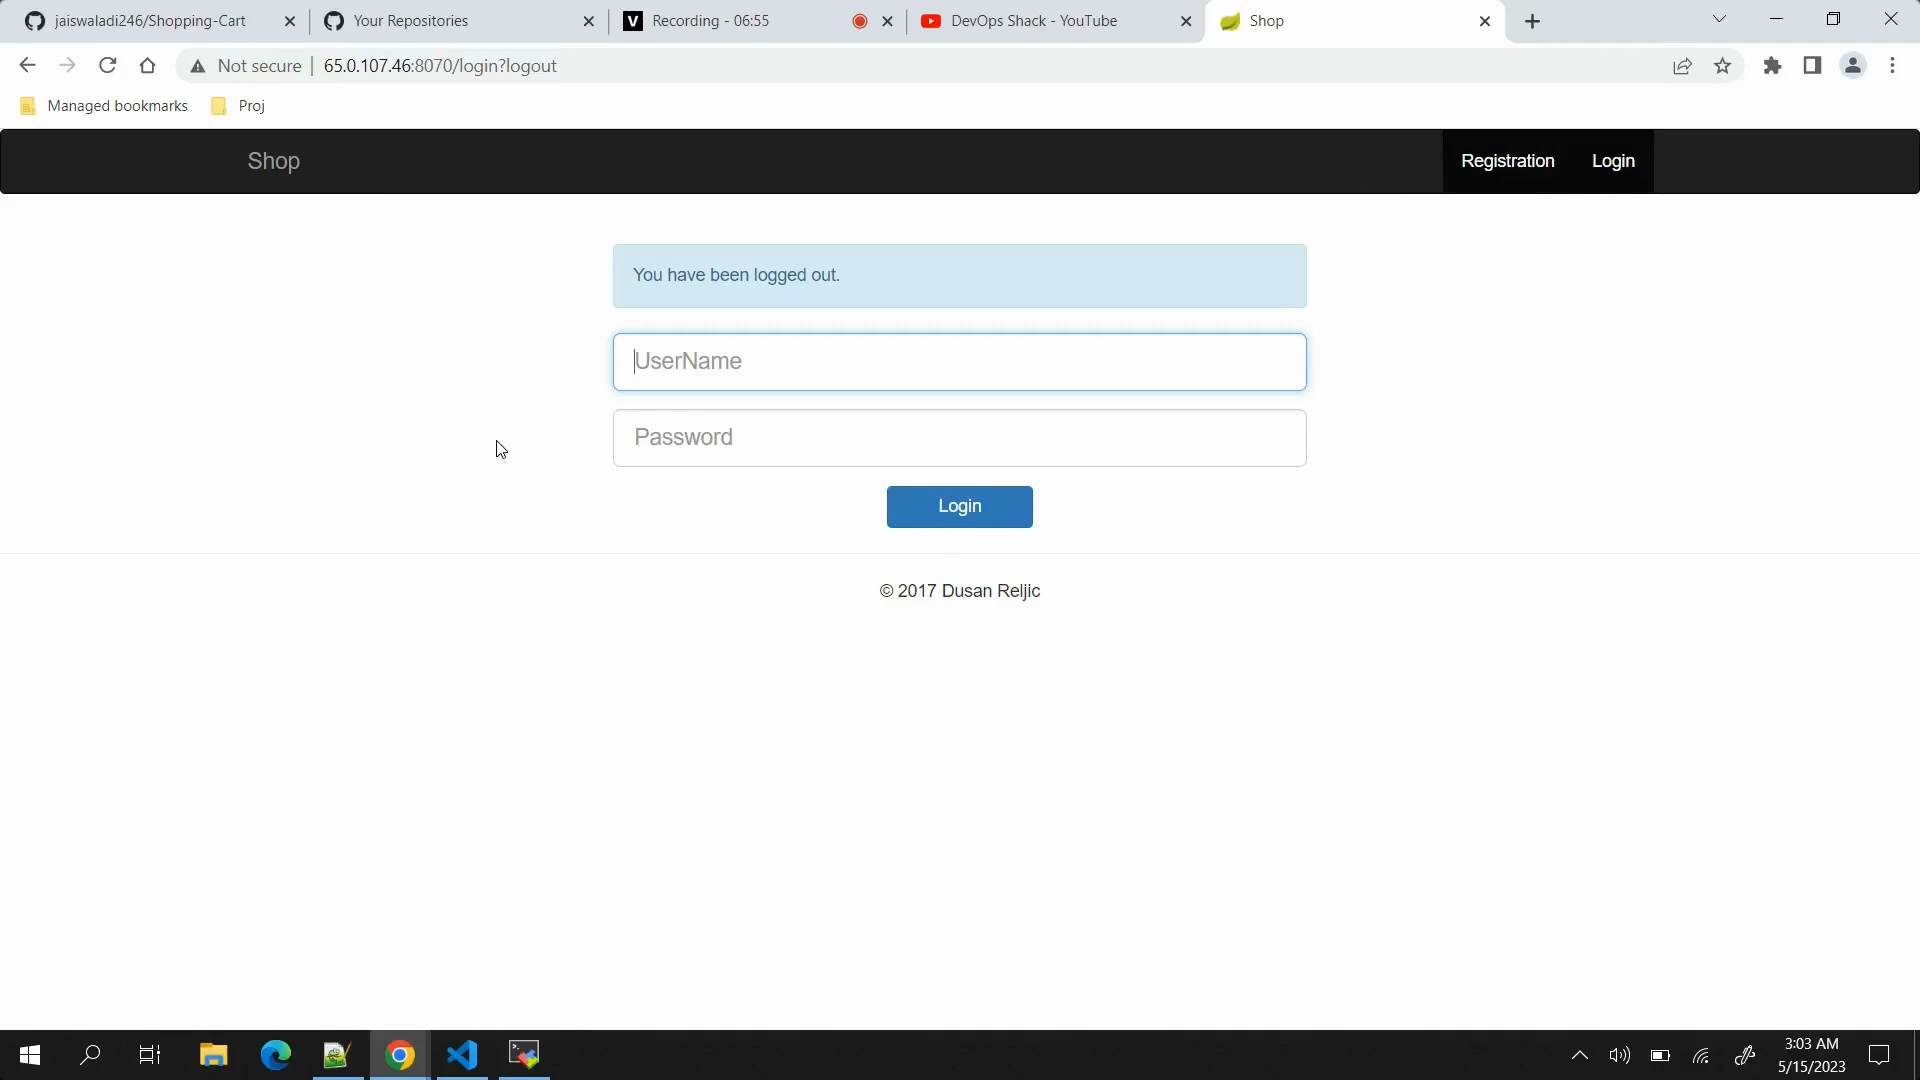 jaiswaladi246/Shopping-Cart
Your Repositories
V Recording - 06:55
DevOps Shack - YouTube
Shop
Not secure | 65.0.107.46:8070/login?logout
Managed bookmarks
Proj
Shop
Registration
Login
You have been logged out.
UserName
Password
Login
© 2017 Dusan Reljic
3:03 AM
5/15/2023